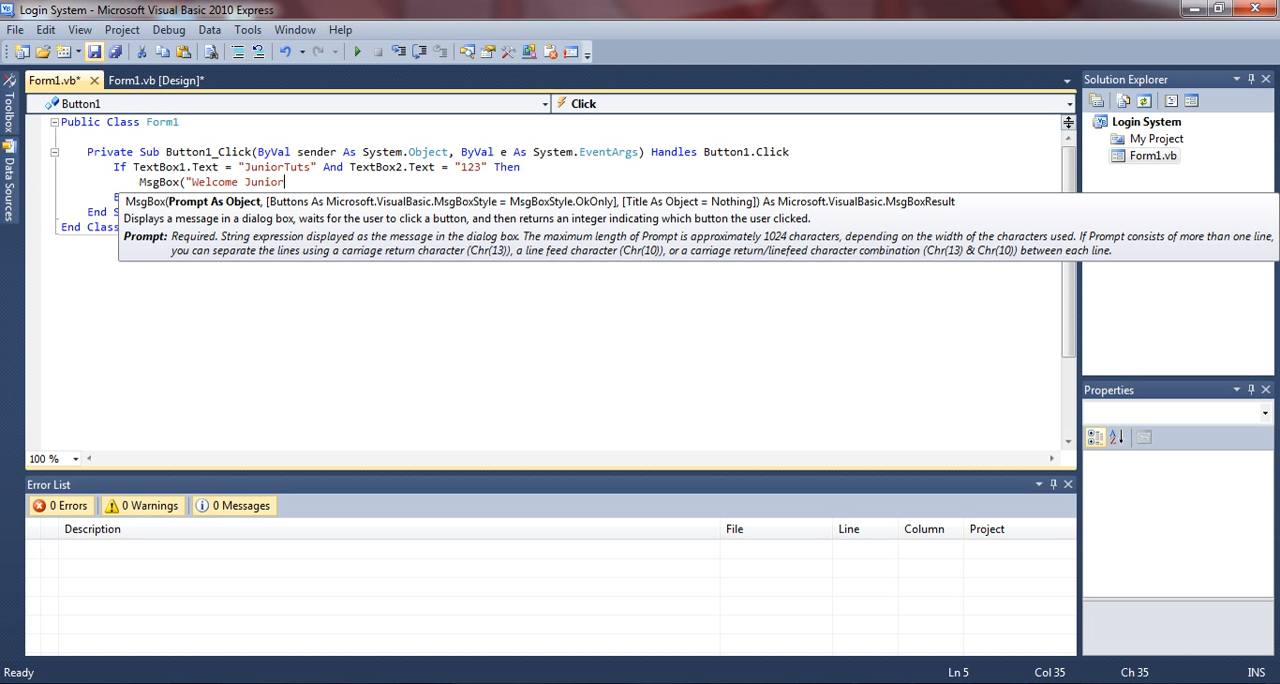 Login System - Microsoft Visual Basic 2010 Express
File Edit View Project Debug Data Tools Window Help
Form1.vb* Form1.vb [Design]*
Toolbox
Data Sources
Button1 Click
Public Class Form1
Private Sub Button1_Click(ByVal sender As System.Object, ByVal e As System.EventArgs) Handles Button1.Click
If TextBox1.Text = "JuniorTuts" And TextBox2.Text = "123" Then
MsgBox("Welcome Junior
MsgBox(Prompt As Object, [Buttons As Microsoft.VisualBasic.MsgBoxStyle = MsgBoxStyle.OkOnly], [Title As Object = Nothing]) As Microsoft.VisualBasic.MsgBoxResult
Displays a message in a dialog box, waits for the user to click a button, and then returns an integer indicating which button the user clicked.
Prompt: Required. String expression displayed as the message in the dialog box. The maximum length of Prompt is approximately 1024 characters, depending on the width of the characters used. If Prompt consists of more than one line,
you can separate the lines using a carriage return character (Chr(13)), a line feed character (Chr(10)), or a carriage return/linefeed character combination (Chr(13) & Chr(10)) between each line.
End S
End Class
100 %
Solution Explorer
Login System
My Project
Form1.vb
Properties
Error List
0 Errors 0 Warnings 0 Messages
Description File Line Column Project
Ready Ln 5 Col 35 Ch 35 INS